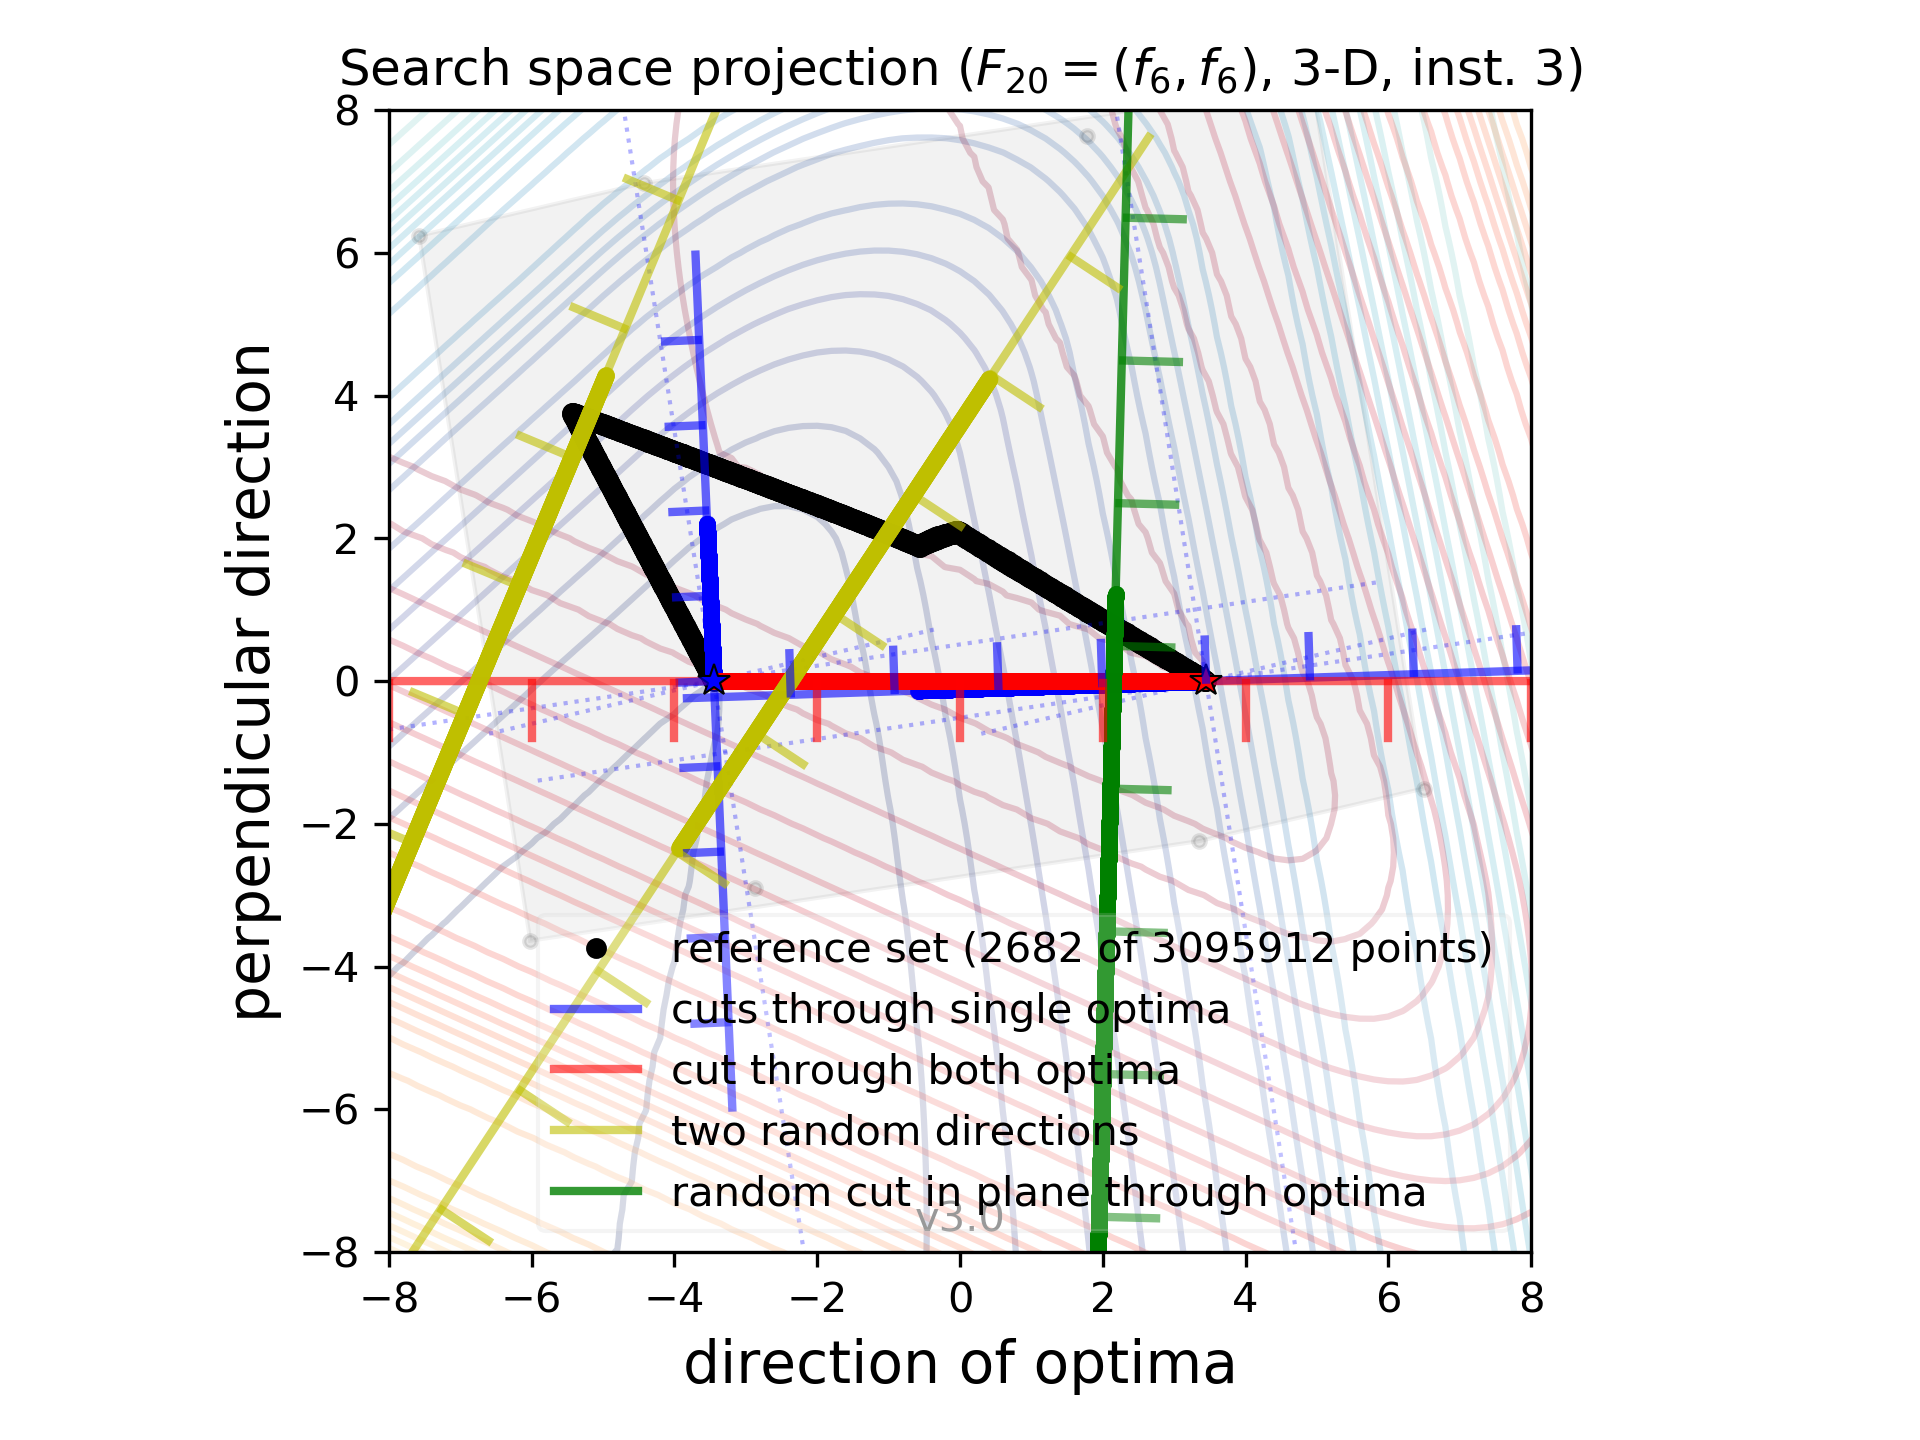 Search space projection (F20 = (f6, f6), 3-D, inst. 3)
8
6
4
2
0
−2
−4
−6
−8
perpendicular direction
reference set (2682 of 3095912 points)
cuts through single optima
cut through both optima
two random directions
random cut in plane through optima
v3.0
−8 −6 −4 −2 0 2 4 6 8
direction of optima